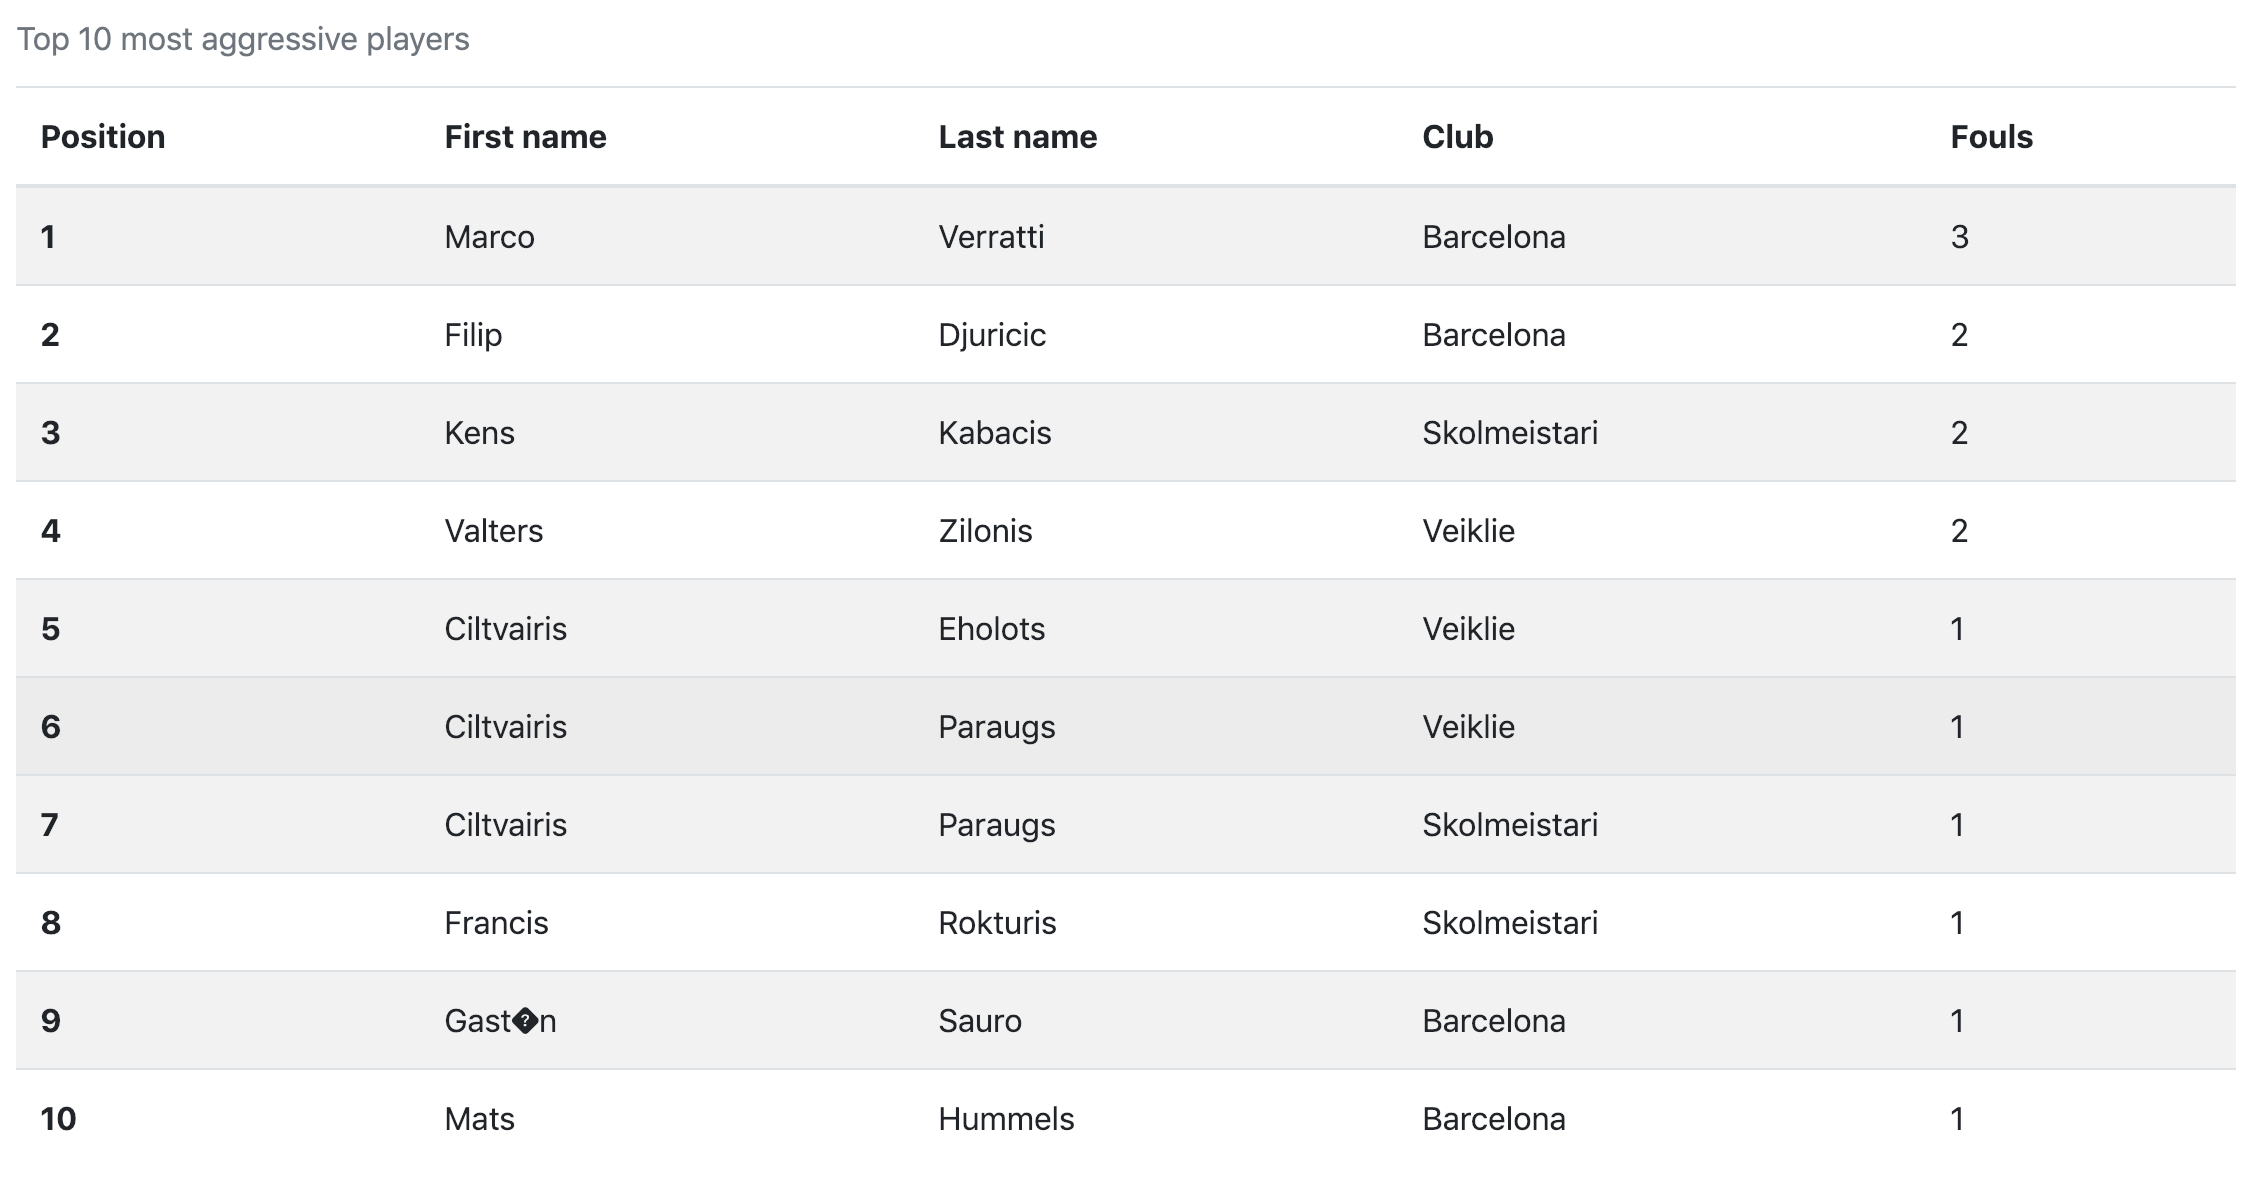 Top 10 most aggressive players
Position First name Last name Club Fouls
1 Marco Verratti Barcelona 3
2 Filip Djuricic Barcelona 2
3 Kens Kabacis Skolmeistari 2
4 Valters Zilonis Veiklie 2
5 Ciltvairis Eholots Veiklie 1
6 Ciltvairis Paraugs Veiklie 1
7 Ciltvairis Paraugs Skolmeistari 1
8 Francis Rokturis Skolmeistari 1
9 Gast�n Sauro Barcelona 1
10 Mats Hummels Barcelona 1